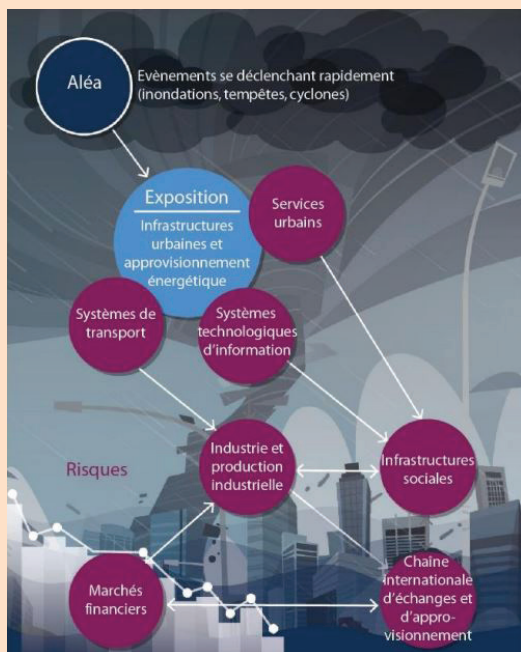 Aléa
Evènements se déclenchant rapidement
(inondations, tempêtes, cyclones)
Exposition
Infrastructures
urbaines et
approvisionnement
énergétique
Services
urbains
Systèmes de
transport
Systèmes
technologiques
d'information
Risques
Industrie et
production
industrielle
Infrastructures
sociales
Marchés
financiers
Chaîne
internationale
d'échanges et
d'appro-
visionnement